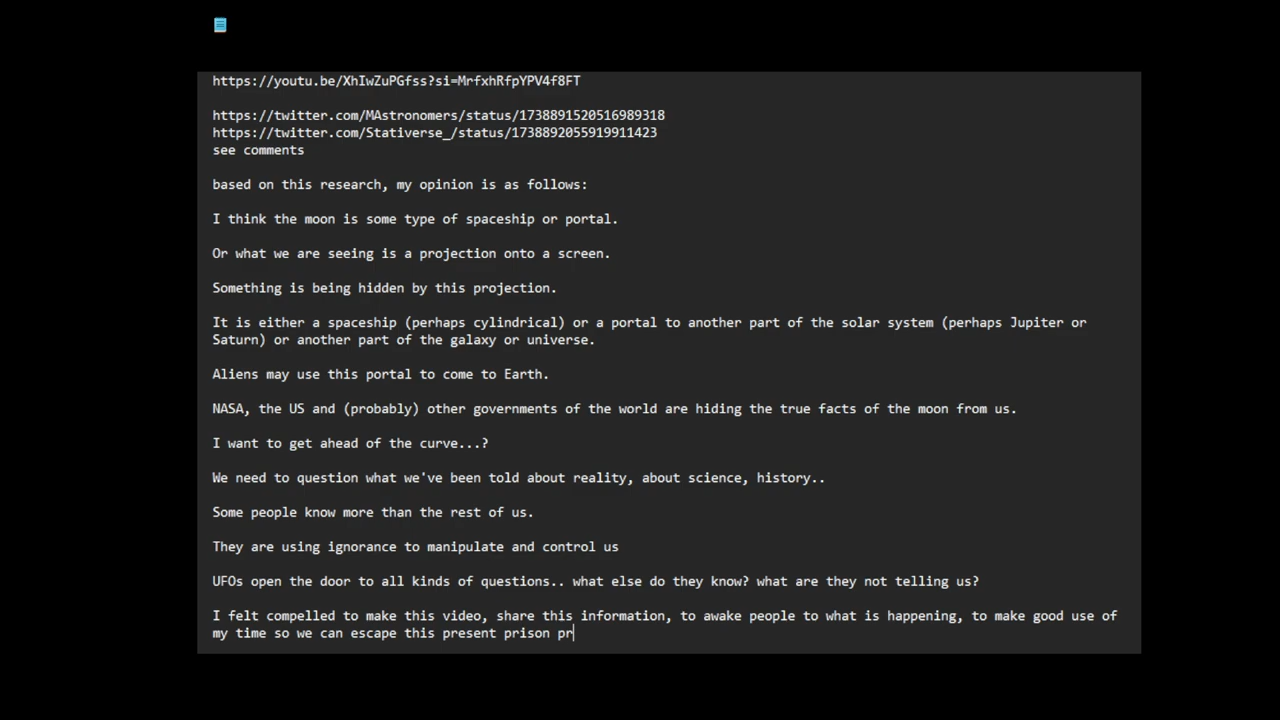 https://youtu.be/XhIwZuPGfss?si=MrfxhRfpYPV4f8FT
https://twitter.com/MAstronomers/status/1738891520516989318
https://twitter.com/Stativerse_/status/1738892055919911423
see comments
based on this research, my opinion is as follows:
I think the moon is some type of spaceship or portal.
Or what we are seeing is a projection onto a screen.
Something is being hidden by this projection.
It is either a spaceship (perhaps cylindrical) or a portal to another part of the solar system (perhaps Jupiter or
Saturn) or another part of the galaxy or universe.
Aliens may use this portal to come to Earth.
NASA, the US and (probably) other governments of the world are hiding the true facts of the moon from us.
I want to get ahead of the curve...?
We need to question what we've been told about reality, about science, history..
Some people know more than the rest of us.
They are using ignorance to manipulate and control us
UFOs open the door to all kinds of questions.. what else do they know? what are they not telling us?
I felt compelled to make this video, share this information, to awake people to what is happening, to make good use of
my time so we can escape this present prison pr